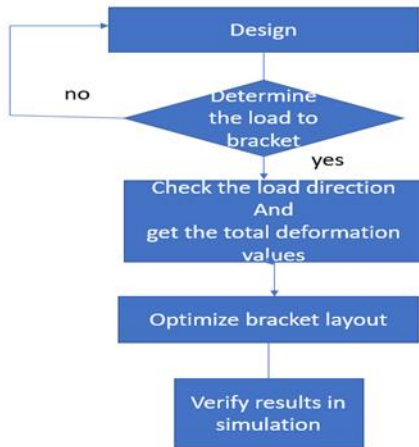 Design
no
Determine
the load to
bracket
yes
Check the load direction
And
get the total deformation
values
Optimize bracket layout
Verify results in
simulation